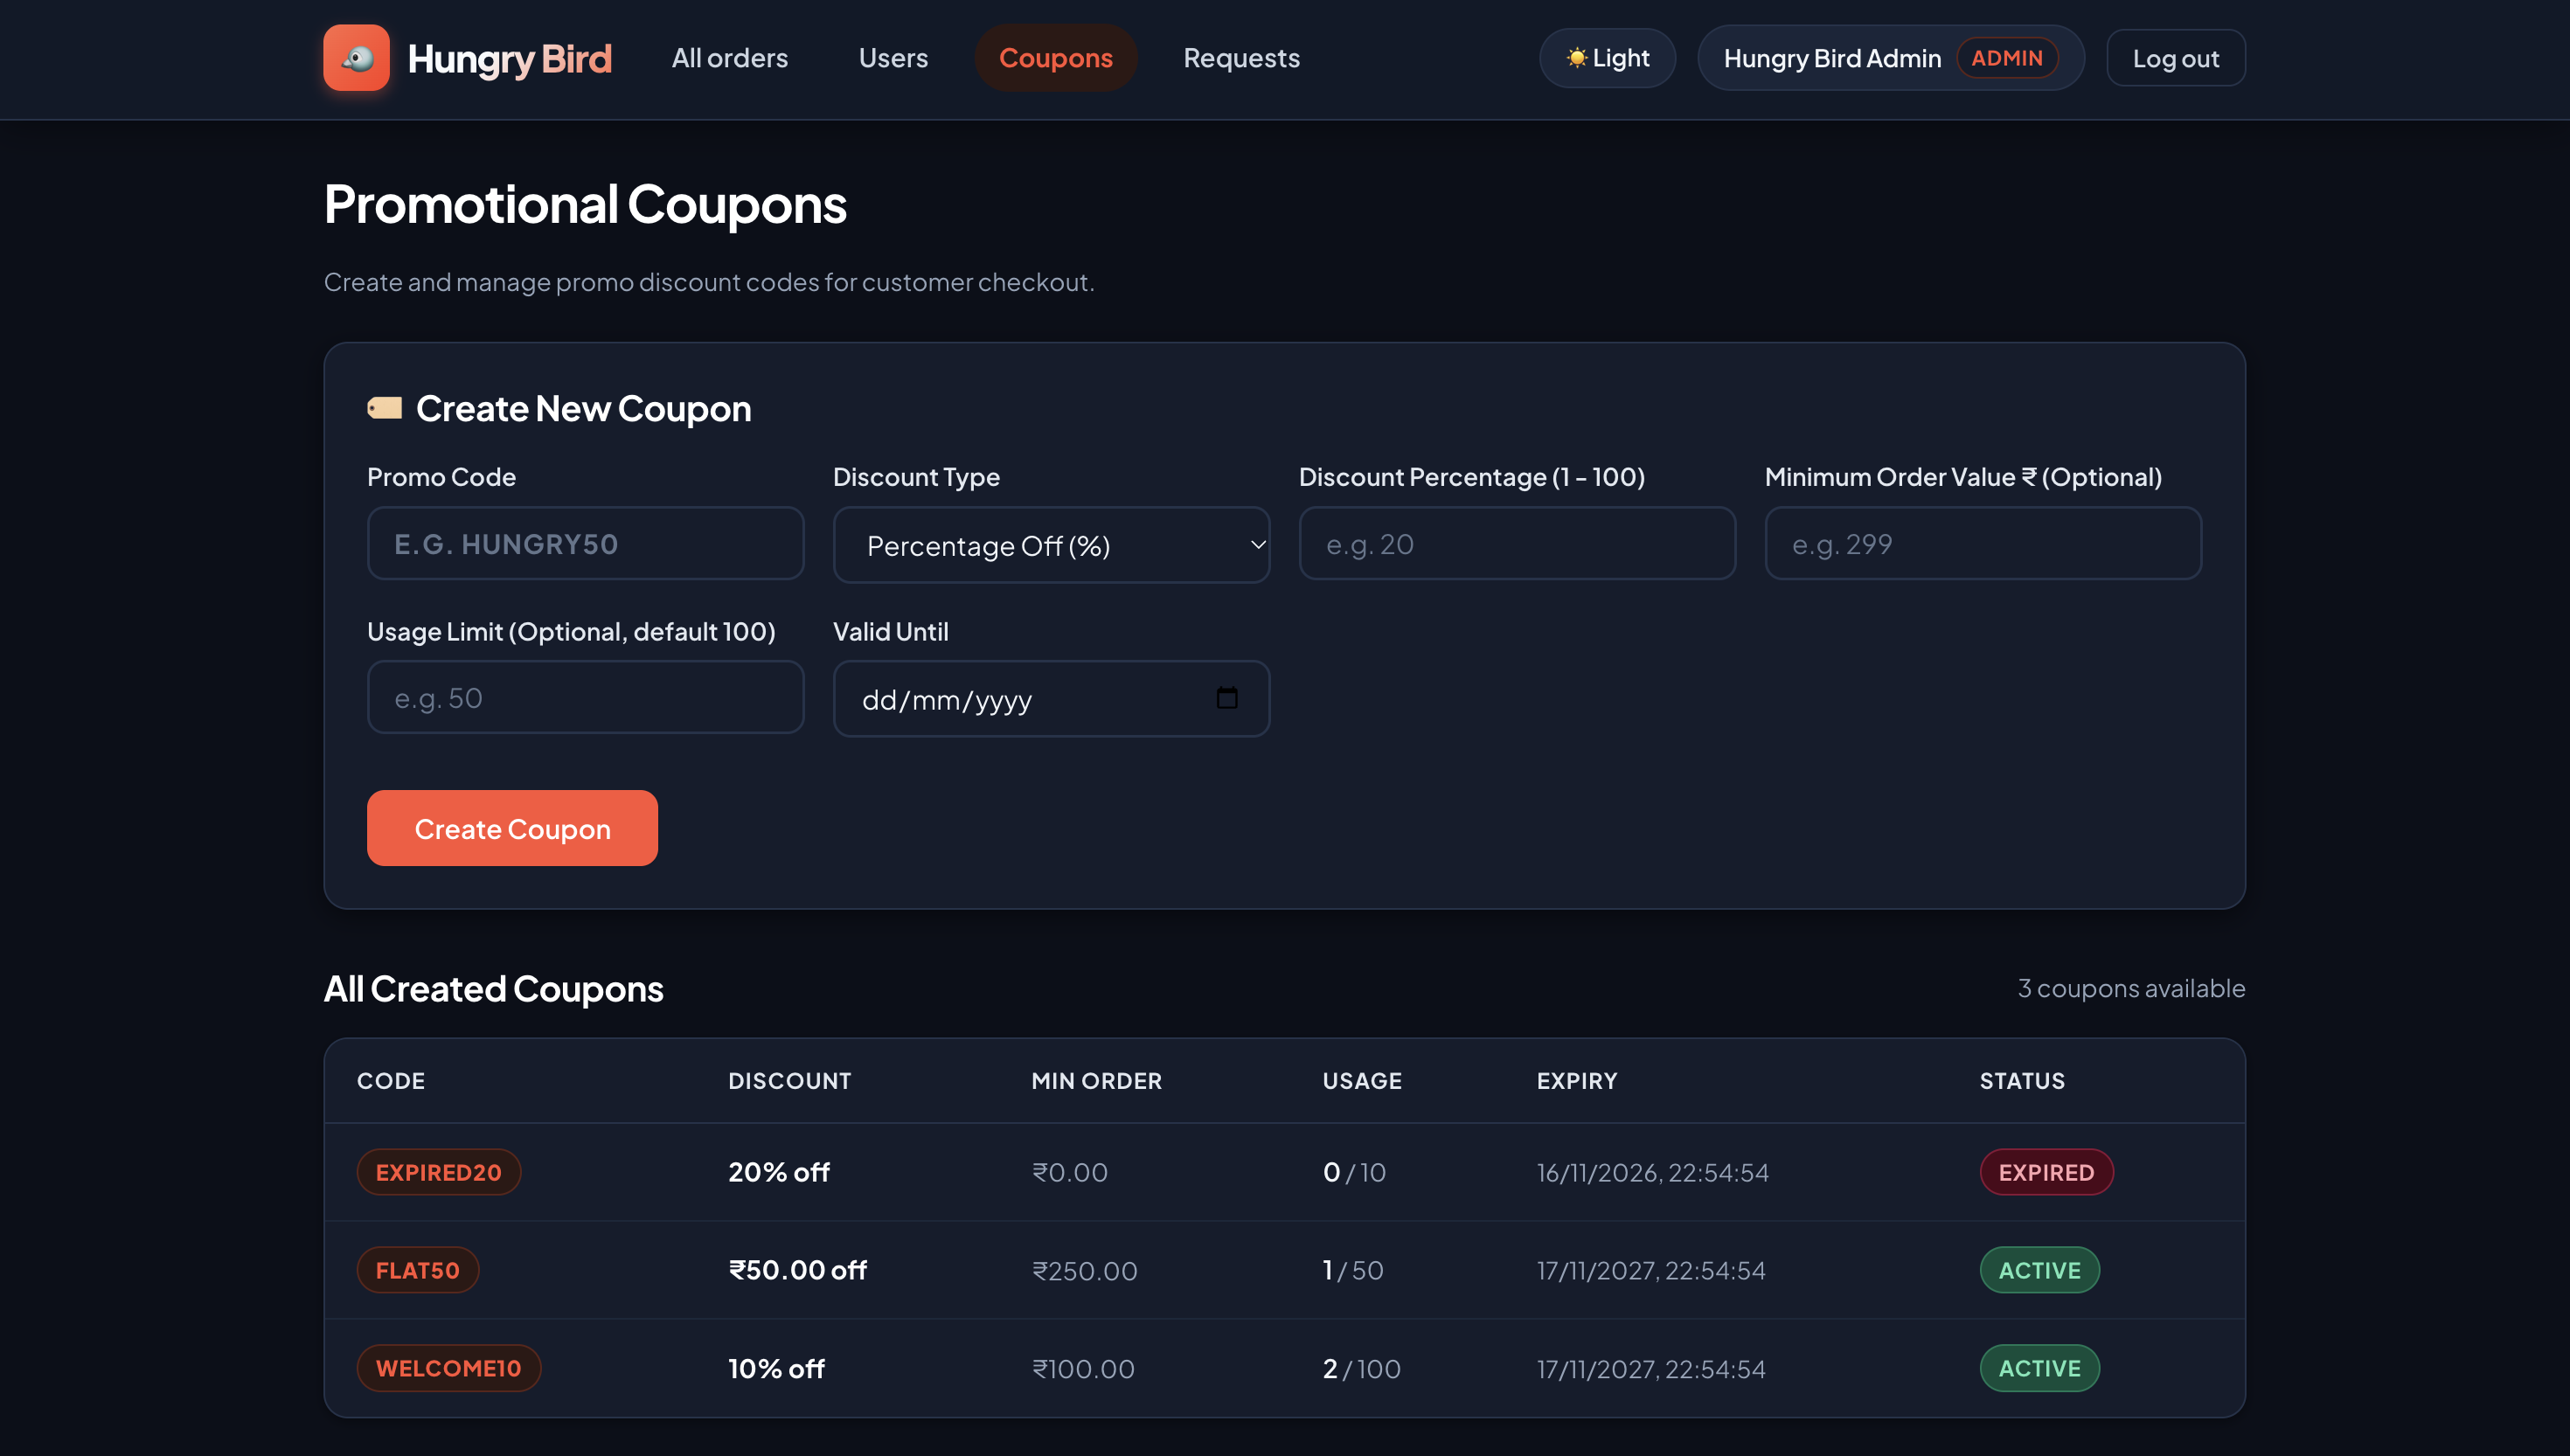 Hungry Bird All orders Users Coupons Requests Light Hungry Bird Admin ADMIN Log out
Promotional Coupons
Create and manage promo discount codes for customer checkout.
Create New Coupon
Promo Code Discount Type Discount Percentage (1 - 100) Minimum Order Value ₹ (Optional)
E.G. HUNGRY50 Percentage Off (%) e.g. 20 e.g. 299
Usage Limit (Optional, default 100) Valid Until
e.g. 50 dd/mm/yyyy
Create Coupon
All Created Coupons 3 coupons available
CODE DISCOUNT MIN ORDER USAGE EXPIRY STATUS
EXPIRED20 20% off ₹0.00 0 / 10 16/11/2026, 22:54:54 EXPIRED
FLAT50 ₹50.00 off ₹250.00 1 / 50 17/11/2027, 22:54:54 ACTIVE
WELCOME10 10% off ₹100.00 2 / 100 17/11/2027, 22:54:54 ACTIVE